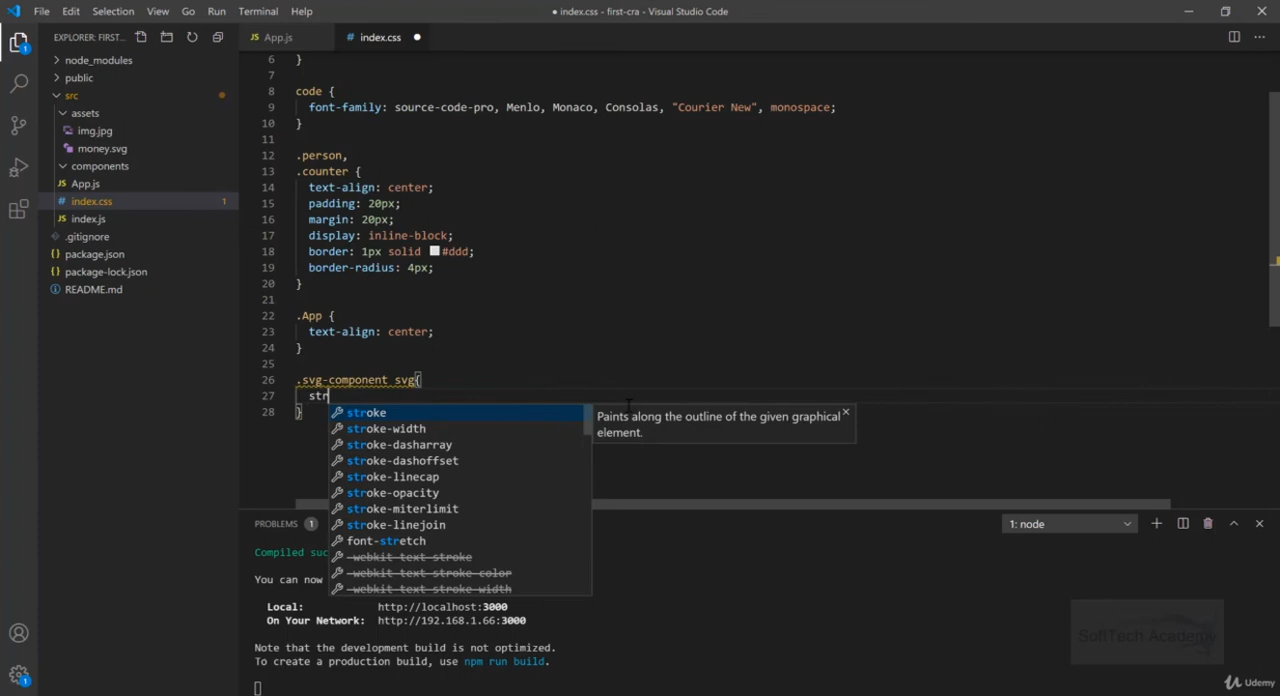 File Edit Selection View Go Run Terminal Help
● index.css - first-cra - Visual Studio Code
EXPLORER: FIRST...
node_modules
public
src
assets
img.jpg
money.svg
components
JS App.js
# index.css 1
JS index.js
.gitignore
{} package.json
{} package-lock.json
README.md
1
1
JS App.js
# index.css ●
6 }
7
8 code {
9 font-family: source-code-pro, Menlo, Monaco, Consolas, "Courier New", monospace;
10 }
11
12 .person,
13 .counter {
14 text-align: center;
15 padding: 20px;
16 margin: 20px;
17 display: inline-block;
18 border: 1px solid #ddd;
19 border-radius: 4px;
20 }
21
22 .App {
23 text-align: center;
24 }
25
26 .svg-component svg{
27 str
28 }
stroke
stroke-width
stroke-dasharray
stroke-dashoffset
stroke-linecap
stroke-opacity
stroke-miterlimit
stroke-linejoin
font-stretch
-webkit-text-stroke
-webkit-text-stroke-color
-webkit-text-stroke-width
Paints along the outline of the given graphical
element.
PROBLEMS 1
1: node
Compiled suc
You can now
Local: http://localhost:3000
On Your Network: http://192.168.1.66:3000
Note that the development build is not optimized.
To create a production build, use npm run build.
SoftTech Academy
Udemy